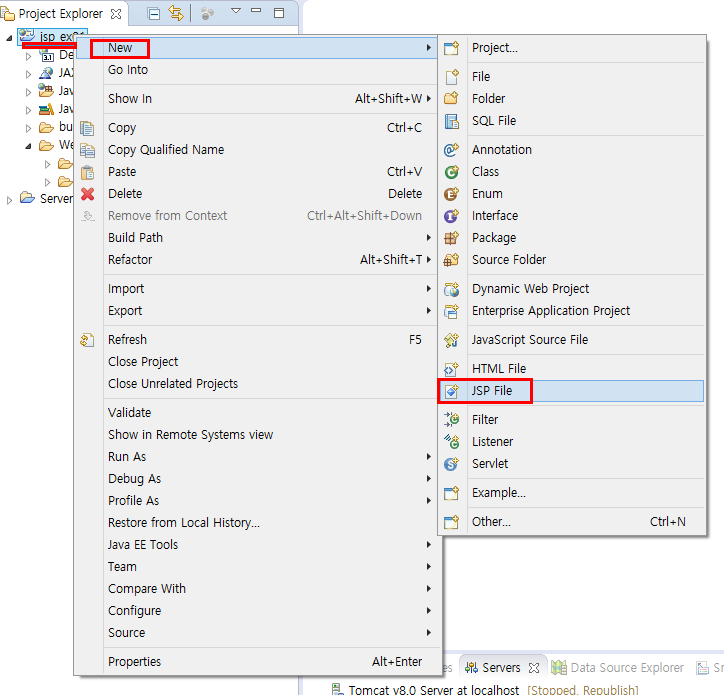 Project Explorer
jsp_ex01
New
Go Into
Show In Alt+Shift+W
Copy Ctrl+C
Copy Qualified Name
Paste Ctrl+V
Delete Delete
Remove from Context Ctrl+Alt+Shift+Down
Build Path
Refactor Alt+Shift+T
Import
Export
Refresh F5
Close Project
Close Unrelated Projects
Validate
Show in Remote Systems view
Run As
Debug As
Profile As
Restore from Local History...
Java EE Tools
Team
Compare With
Configure
Source
Properties Alt+Enter
De
JAX
Jav
Jav
bu
We
Server
Project...
File
Folder
SQL File
Annotation
Class
Enum
Interface
Package
Source Folder
Dynamic Web Project
Enterprise Application Project
JavaScript Source File
HTML File
JSP File
Filter
Listener
Servlet
Example...
Other... Ctrl+N
es Servers Data Source Explorer Sn
Tomcat v8.0 Server at localhost [Stopped, Republish]